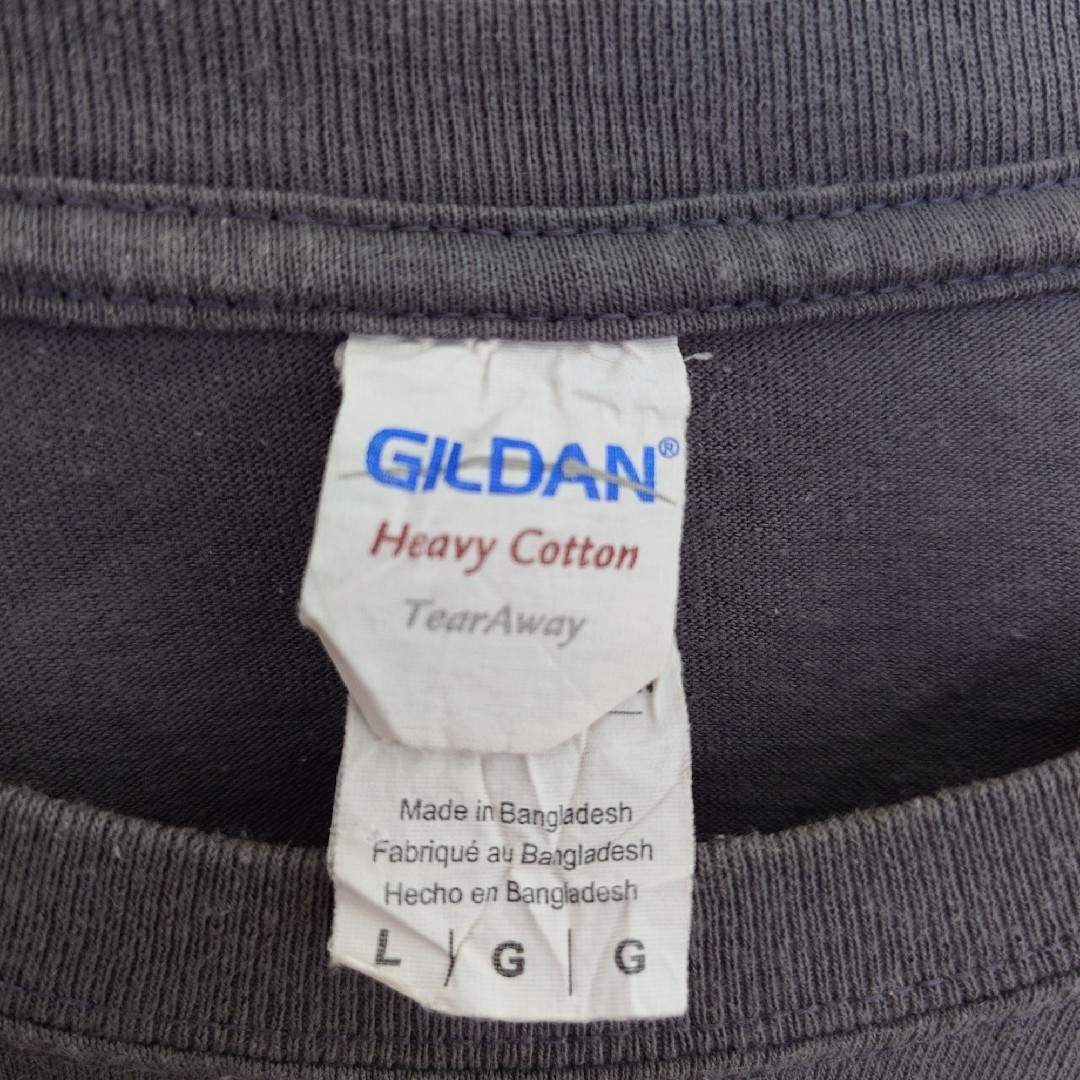 GILDAN®
Heavy Cotton
TearAway
Made in Bangladesh
Fabriqué au Bangladesh
Hecho en Bangladesh
L | G | G